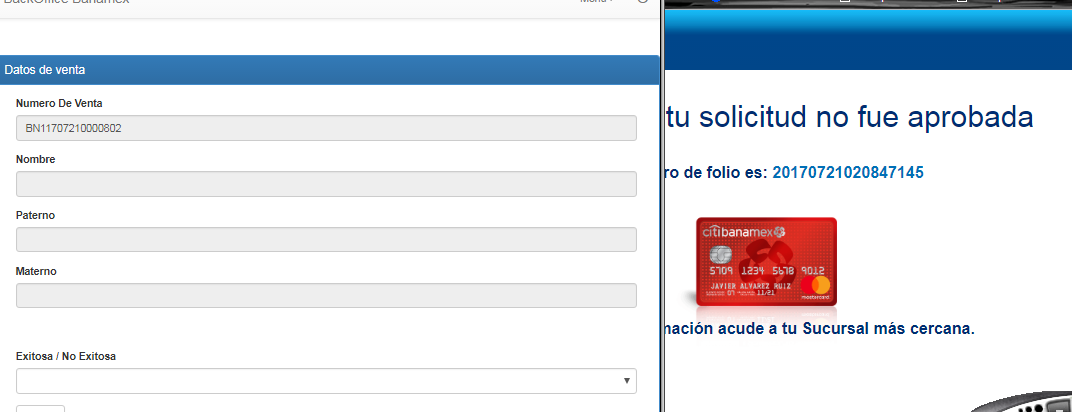 BackOffice Banamex
Menu
Datos de venta
Numero De Venta
BN11707210000802
Nombre
Paterno
Materno
Exitosa / No Exitosa
tu solicitud no fue aprobada
ro de folio es: 20170721020847145
citibanamex
5709 1234 5678 9012
07 11/21
JAVIER ALVAREZ RUIZ
mastercard
mación acude a tu Sucursal más cercana.